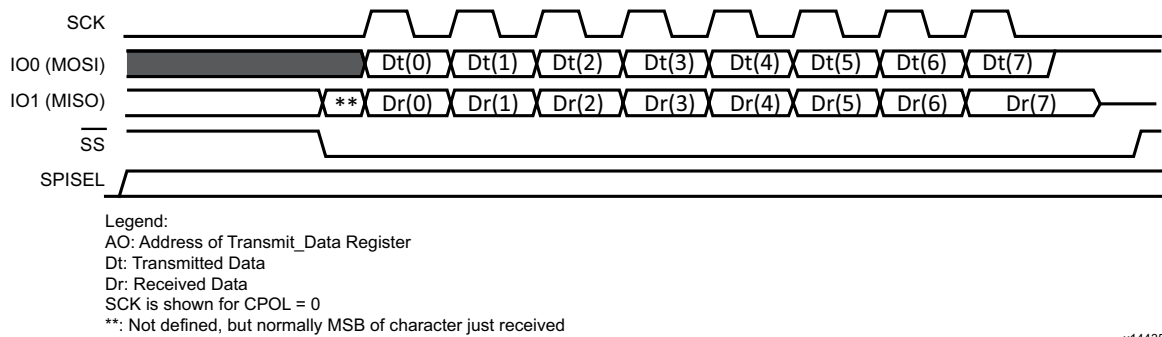 SCK
IO0 (MOSI) Dt(0) Dt(1) Dt(2) Dt(3) Dt(4) Dt(5) Dt(6) Dt(7)
IO1 (MISO) ** Dr(0) Dr(1) Dr(2) Dr(3) Dr(4) Dr(5) Dr(6) Dr(7)
SS
SPISEL
Legend:
AO: Address of Transmit_Data Register
Dt: Transmitted Data
Dr: Received Data
SCK is shown for CPOL = 0
**: Not defined, but normally MSB of character just received